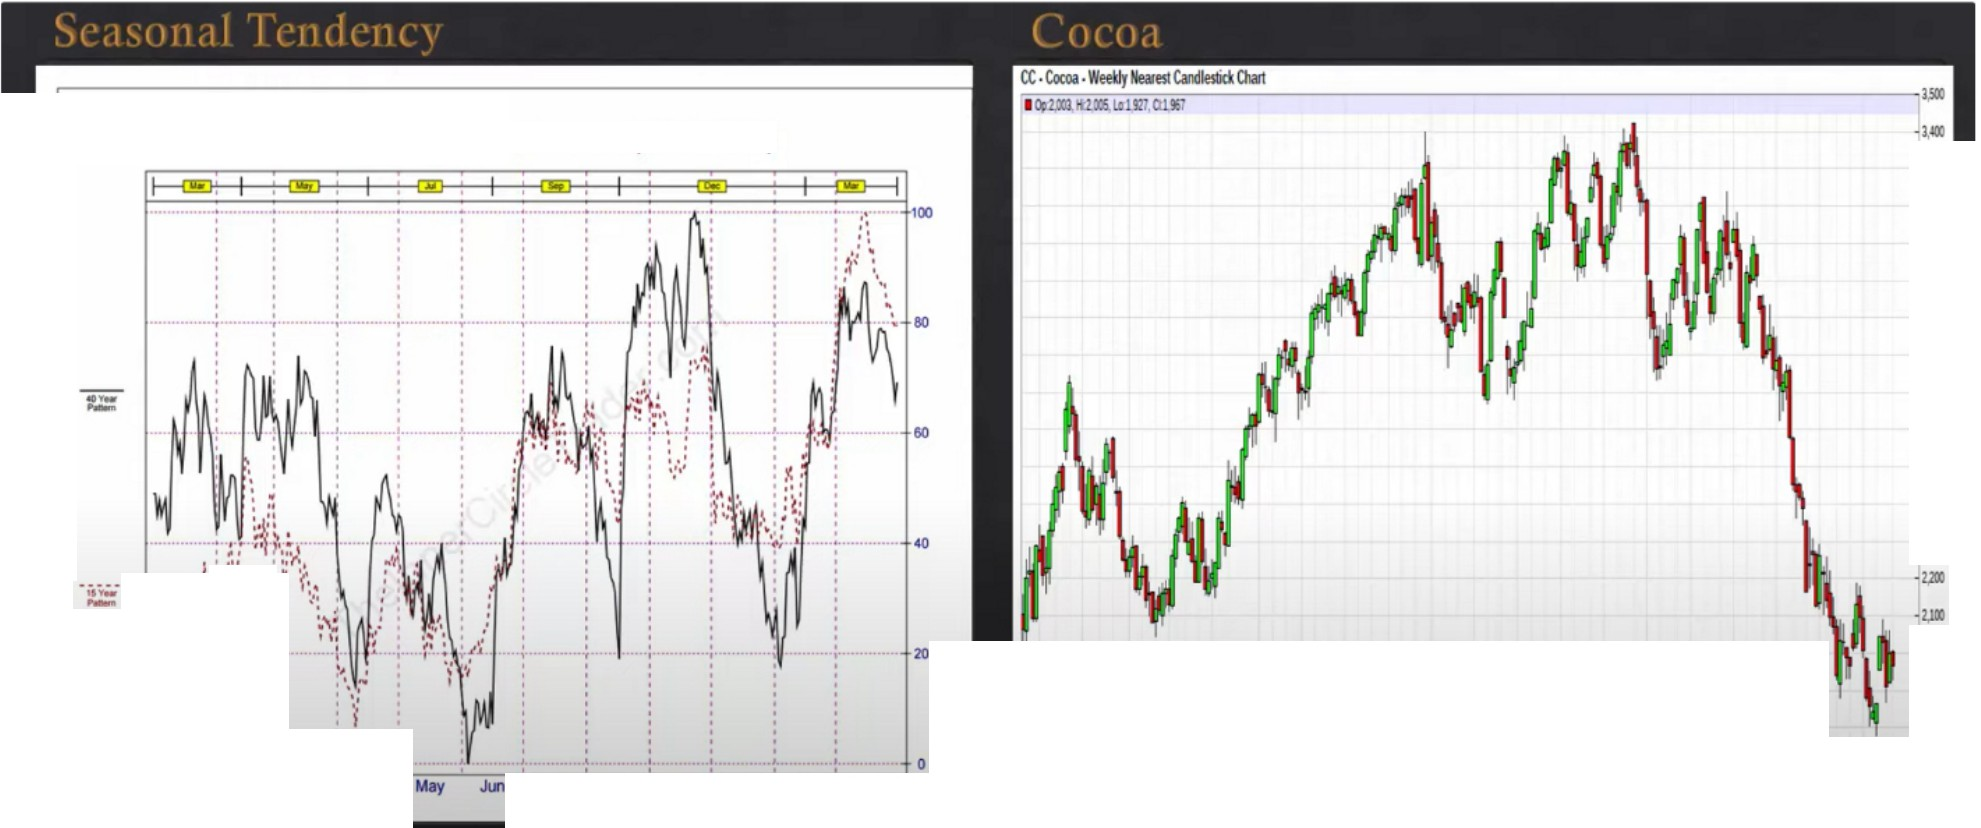 Seasonal Tendency
Cocoa
CC - Cocoa - Weekly Nearest Candlestick Chart
Op:2,003, Hi:2,005, Lo:1,927, Cl:1,967
3,500
3,400
Mar
May
Jul
Sep
Dec
Mar
100
80
60
40
20
0
40 Year
Pattern
15 Year
Pattern
2,200
2,100
May
Jun